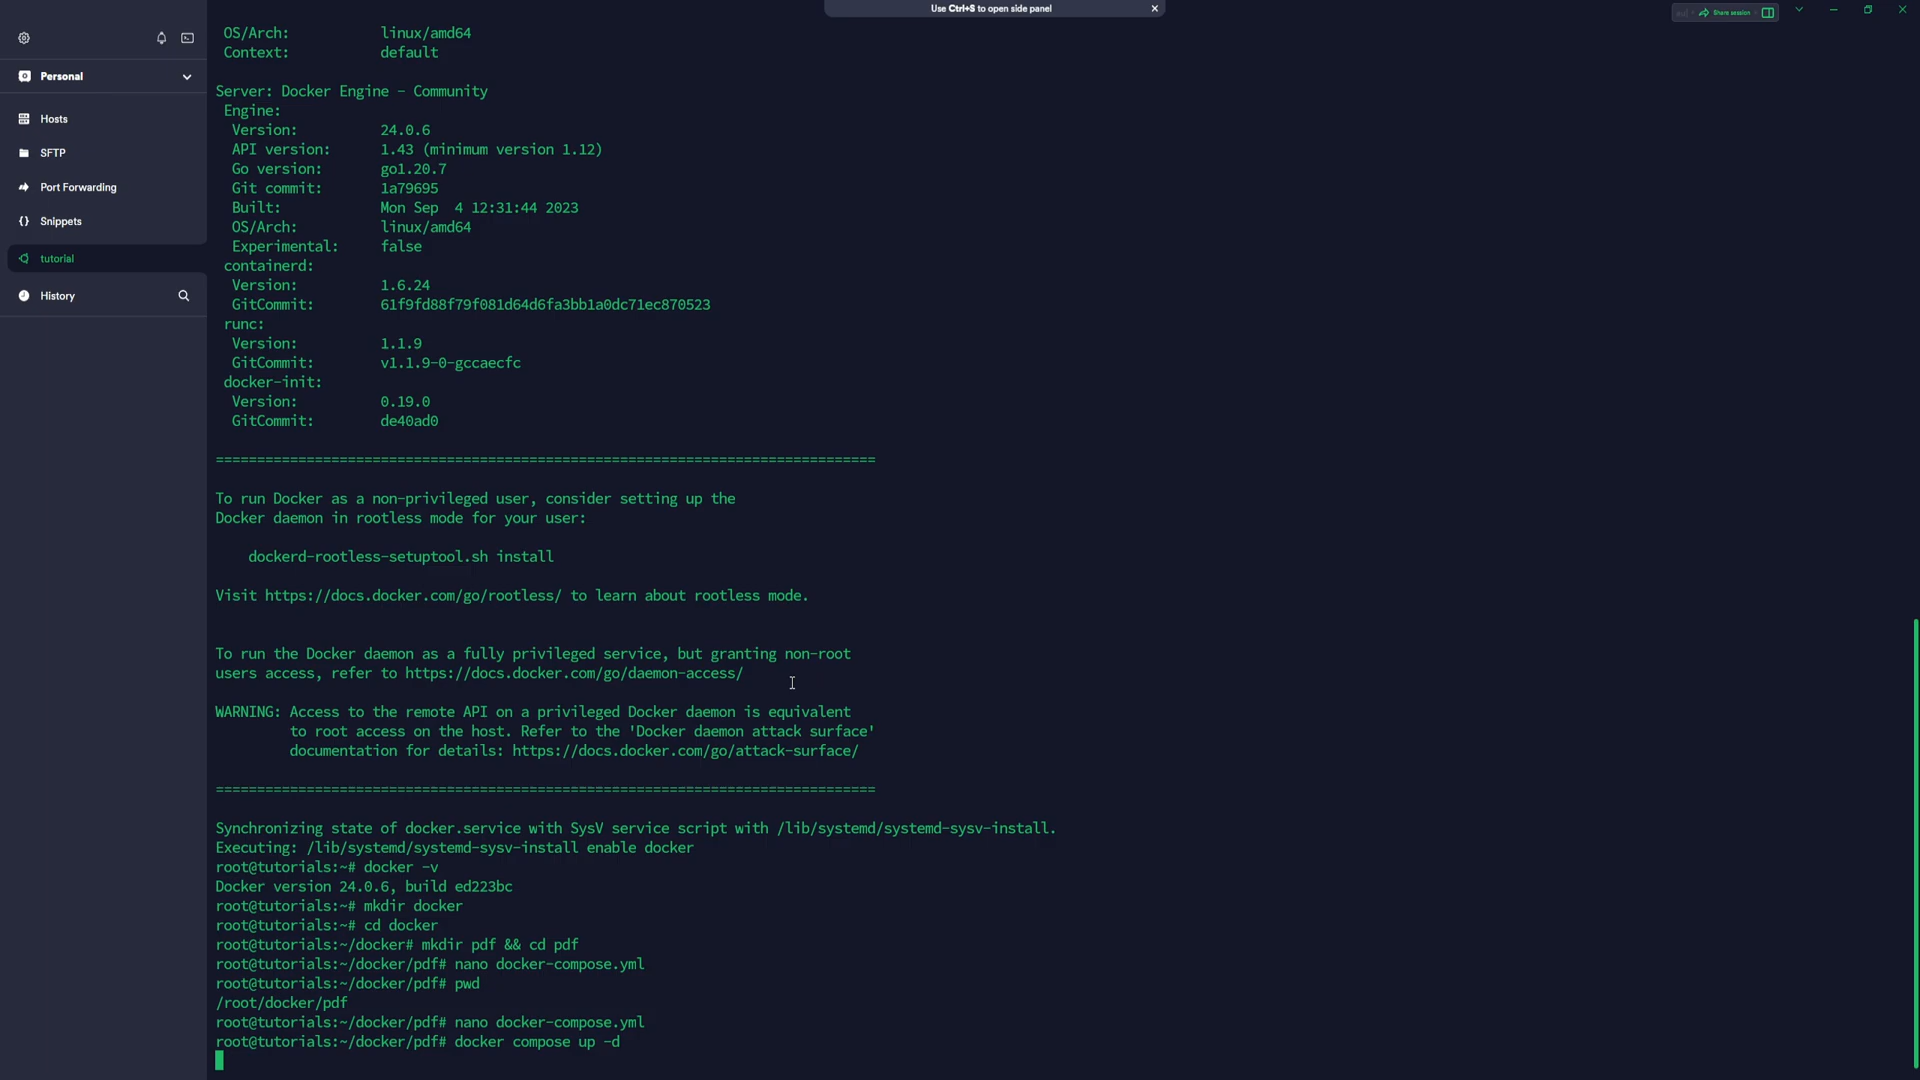 Use Ctrl+S to open side panel
Share session
Personal
Hosts
SFTP
Port Forwarding
Snippets
tutorial
History
OS/Arch: linux/amd64
Context: default
Server: Docker Engine - Community
Engine:
Version: 24.0.6
API version: 1.43 (minimum version 1.12)
Go version: go1.20.7
Git commit: 1a79695
Built: Mon Sep  4 12:31:44 2023
OS/Arch: linux/amd64
Experimental: false
containerd:
Version: 1.6.24
GitCommit: 61f9fd88f79f081d64d6fa3bb1a0dc71ec870523
runc:
Version: 1.1.9
GitCommit: v1.1.9-0-gccaecfc
docker-init:
Version: 0.19.0
GitCommit: de40ad0
================================================================================
To run Docker as a non-privileged user, consider setting up the
Docker daemon in rootless mode for your user:
dockerd-rootless-setuptool.sh install
Visit https://docs.docker.com/go/rootless/ to learn about rootless mode.
To run the Docker daemon as a fully privileged service, but granting non-root
users access, refer to https://docs.docker.com/go/daemon-access/
WARNING: Access to the remote API on a privileged Docker daemon is equivalent
to root access on the host. Refer to the 'Docker daemon attack surface'
documentation for details: https://docs.docker.com/go/attack-surface/
================================================================================
Synchronizing state of docker.service with SysV service script with /lib/systemd/systemd-sysv-install.
Executing: /lib/systemd/systemd-sysv-install enable docker
root@tutorials:~# docker -v
Docker version 24.0.6, build ed223bc
root@tutorials:~# mkdir docker
root@tutorials:~# cd docker
root@tutorials:~/docker# mkdir pdf && cd pdf
root@tutorials:~/docker/pdf# nano docker-compose.yml
root@tutorials:~/docker/pdf# pwd
/root/docker/pdf
root@tutorials:~/docker/pdf# nano docker-compose.yml
root@tutorials:~/docker/pdf# docker compose up -d